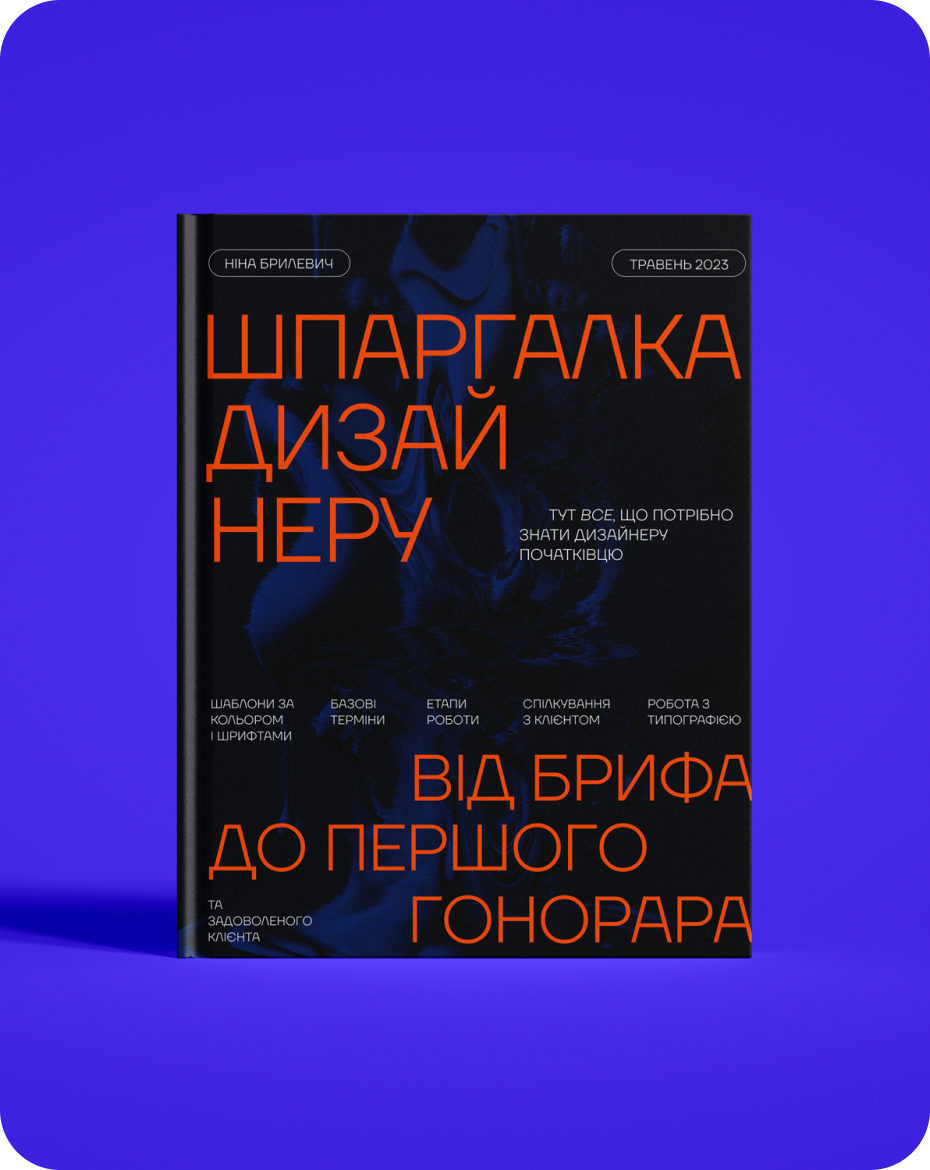 НІНА БРИЛЕВИЧ
ТРАВЕНЬ 2023
ШПАРГАЛКА
ДИЗАЙ
НЕРУ
ТУТ ВСЕ, ЩО ПОТРІБНО
ЗНАТИ ДИЗАЙНЕРУ
ПОЧАТКІВЦЮ
ШАБЛОНИ ЗА
КОЛЬОРОМ
І ШРИФТАМИ
БАЗОВІ
ТЕРМІНИ
ЕТАПИ
РОБОТИ
СПІЛКУВАННЯ
З КЛІЄНТОМ
РОБОТА З
ТИПОГРАФІЄЮ
ВІД БРИФА
ДО ПЕРШОГО
ГОНОРАРА
ТА
ЗАДОВОЛЕНОГО
КЛІЄНТА